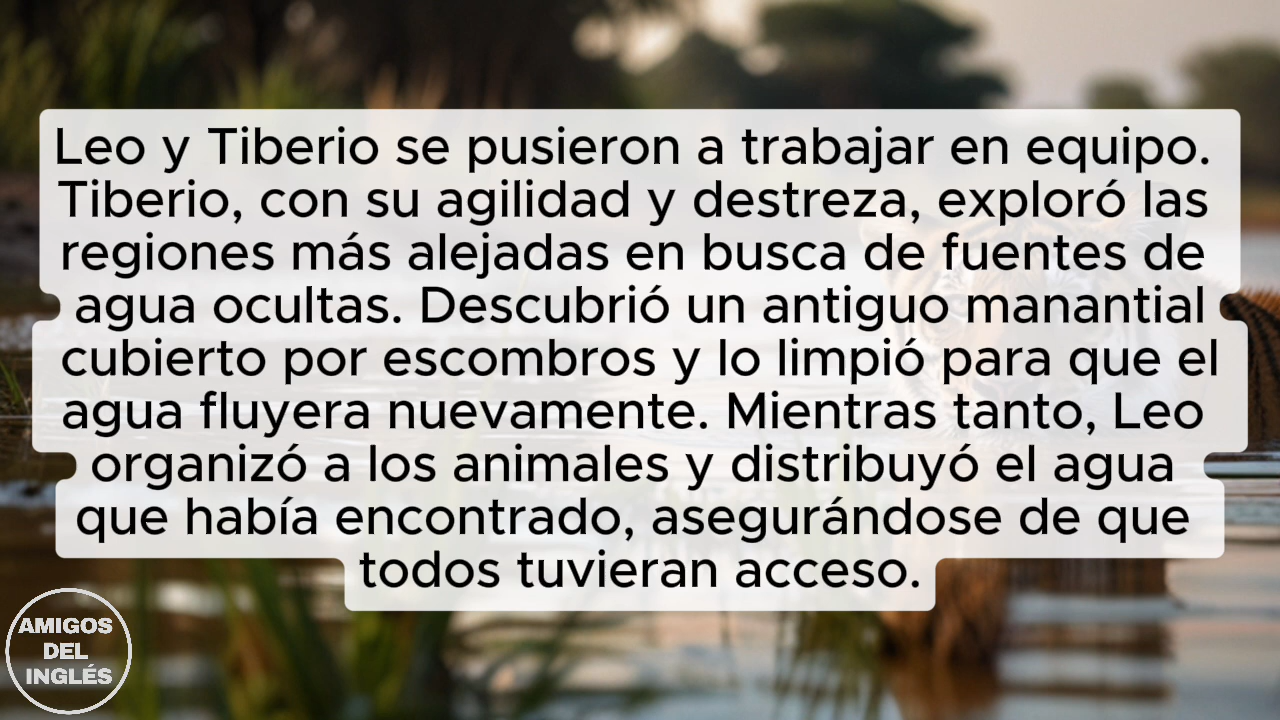 Leo y Tiberio se pusieron a trabajar en equipo.
Tiberio, con su agilidad y destreza, exploró las
regiones más alejadas en busca de fuentes de
agua ocultas. Descubrió un antiguo manantial
cubierto por escombros y lo limpió para que el
agua fluyera nuevamente. Mientras tanto, Leo
organizó a los animales y distribuyó el agua
que había encontrado, asegurándose de que
todos tuvieran acceso.
AMIGOS
DEL
INGLÉS